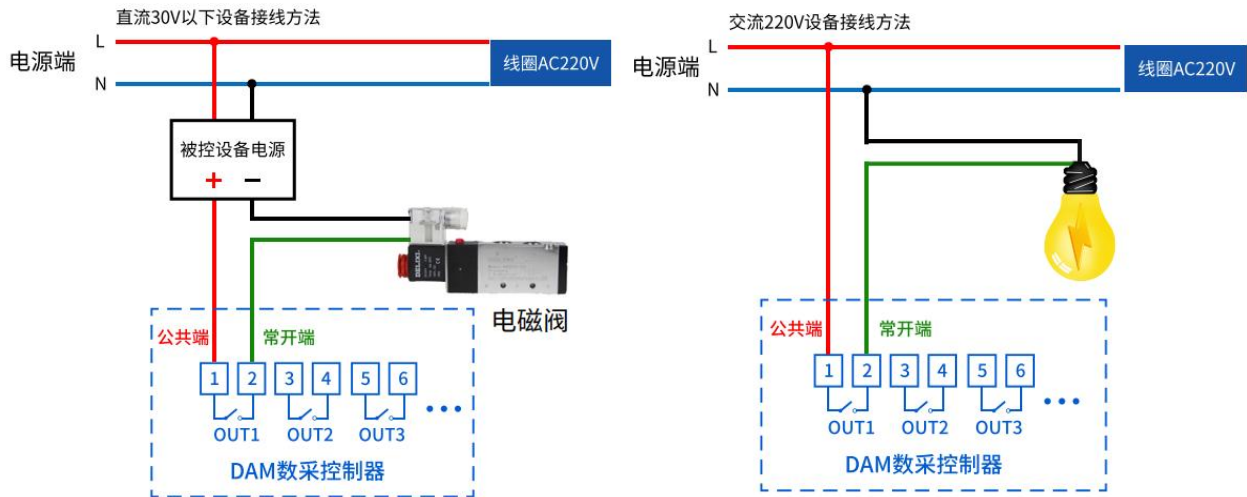 直流30V以下设备接线方法
电源端
L
N
线圈AC220V
被控设备电源
+ −
DELIXI
电磁阀
公共端
常开端
1 2 3 4 5 6
OUT1 OUT2 OUT3
DAM数采控制器
交流220V设备接线方法
电源端
L
N
线圈AC220V
公共端
常开端
1 2 3 4 5 6
OUT1 OUT2 OUT3
DAM数采控制器